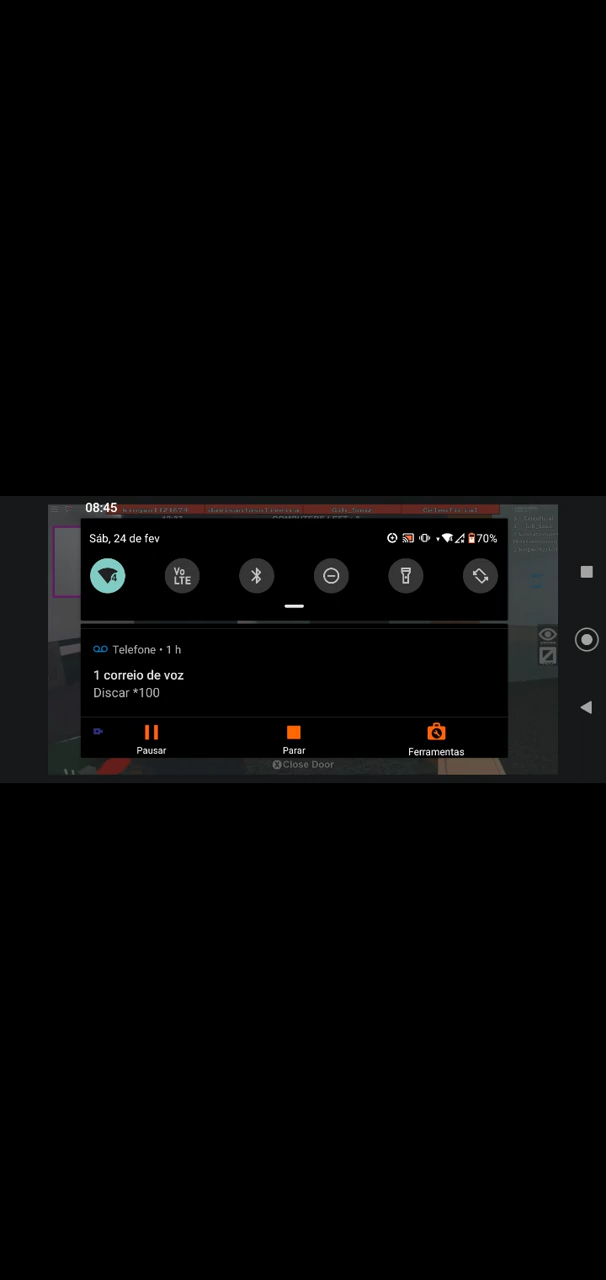 08:45
Sáb, 24 de fev
70%
4
Vo
LTE
Telefone • 1 h
1 correio de voz
Discar *100
Pausar
Parar
Ferramentas
X Close Door